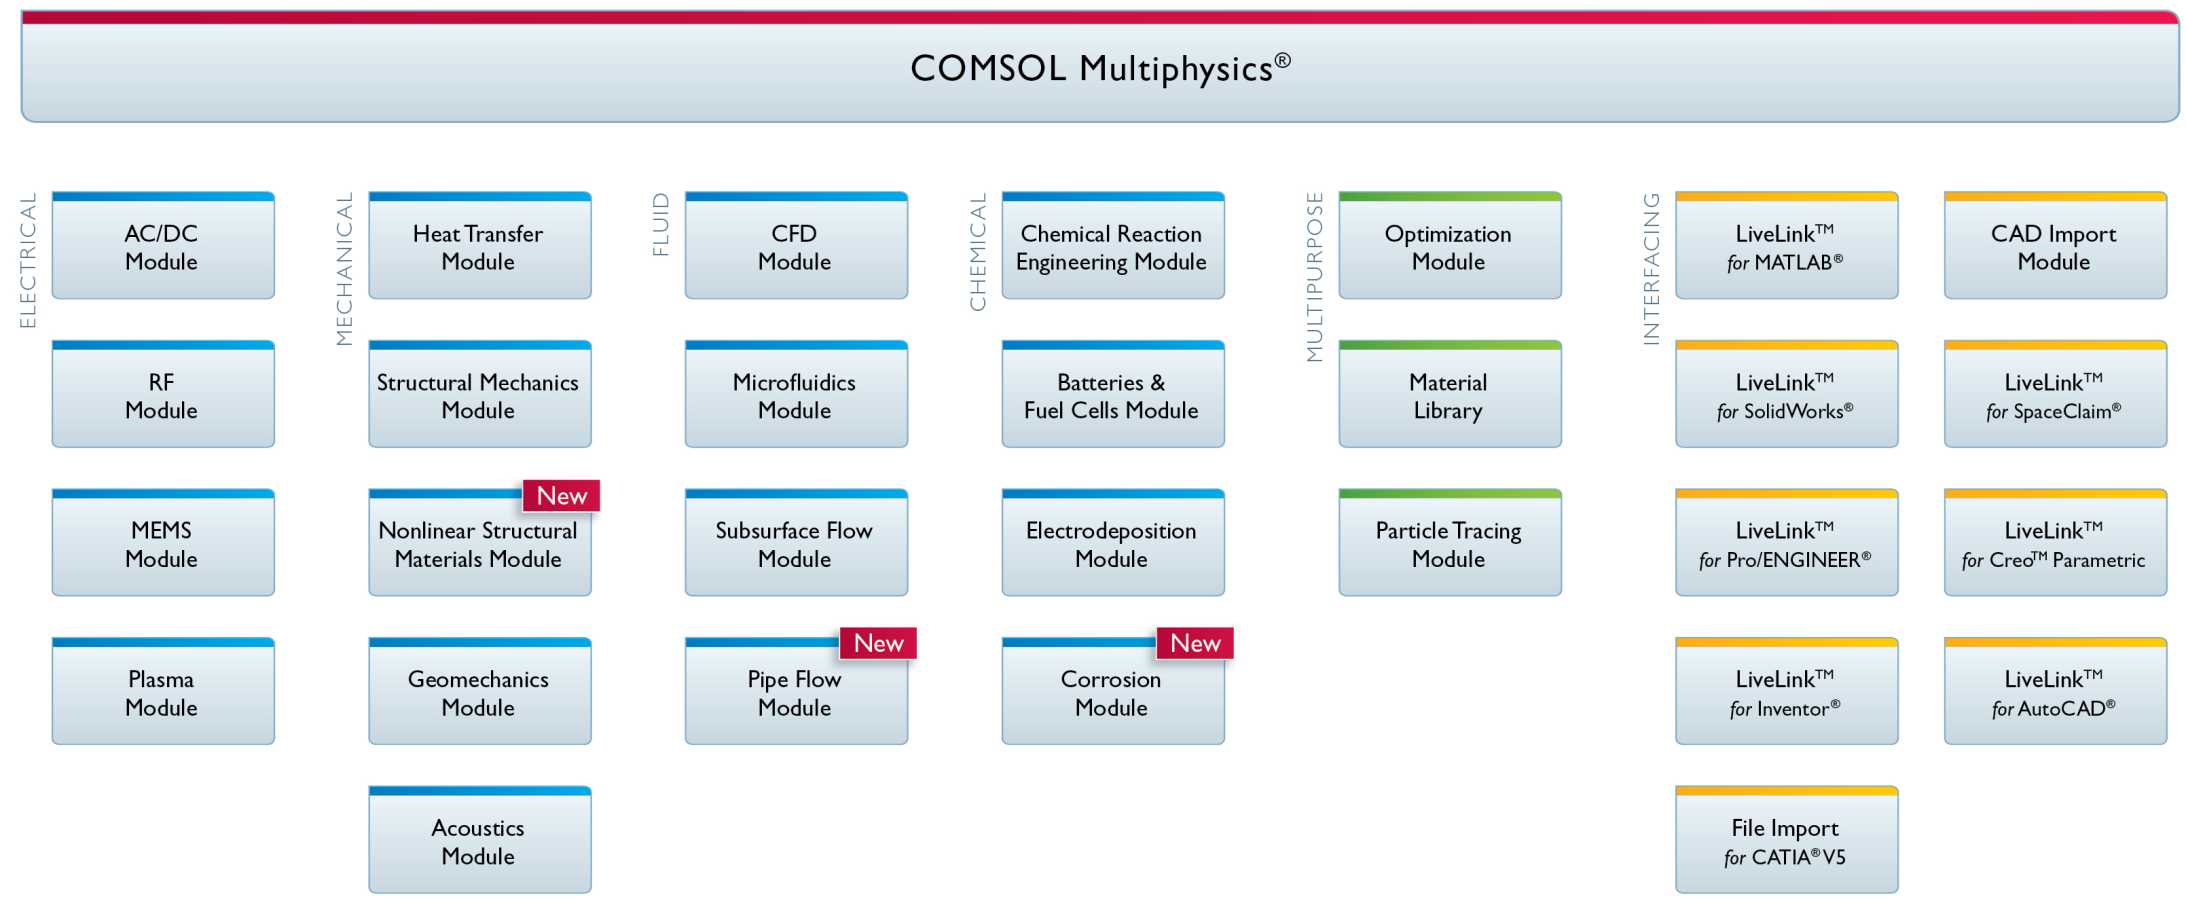 COMSOL Multiphysics®
ELECTRICAL
AC/DC
Module
RF
Module
MEMS
Module
Plasma
Module
MECHANICAL
Heat Transfer
Module
Structural Mechanics
Module
New
Nonlinear Structural
Materials Module
Geomechanics
Module
Acoustics
Module
FLUID
CFD
Module
Microfluidics
Module
Subsurface Flow
Module
New
Pipe Flow
Module
CHEMICAL
Chemical Reaction
Engineering Module
Batteries &
Fuel Cells Module
Electrodeposition
Module
New
Corrosion
Module
MULTIPURPOSE
Optimization
Module
Material
Library
Particle Tracing
Module
INTERFACING
LiveLink™
for MATLAB®
LiveLink™
for SolidWorks®
LiveLink™
for Pro/ENGINEER®
LiveLink™
for Inventor®
File Import
for CATIA® V5
CAD Import
Module
LiveLink™
for SpaceClaim®
LiveLink™
for Creo™ Parametric
LiveLink™
for AutoCAD®